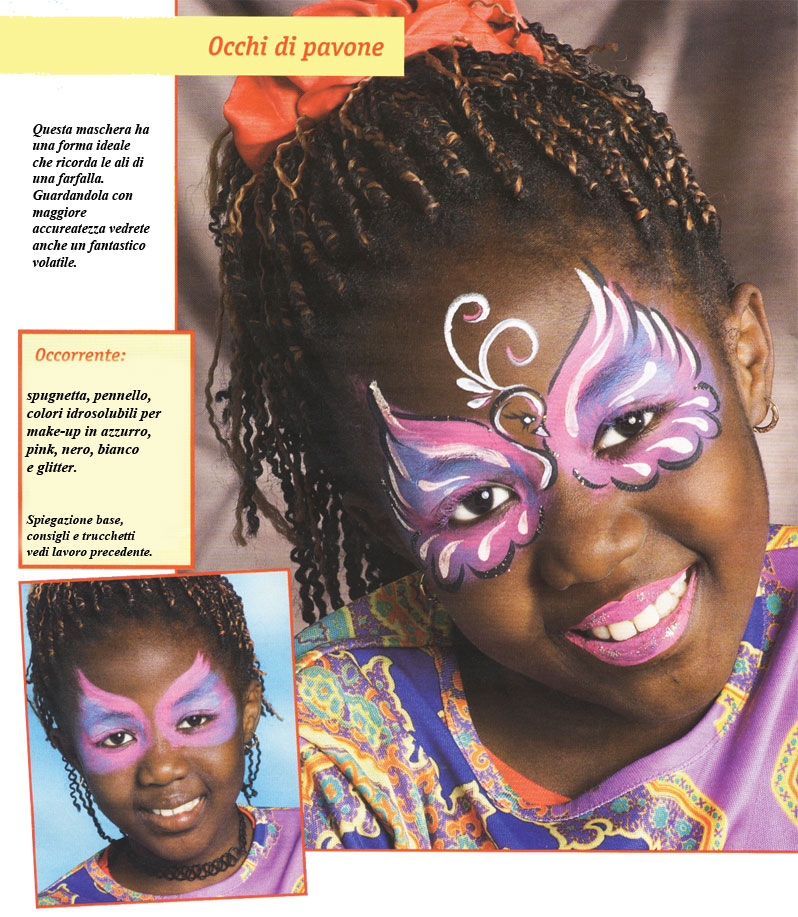 Occhi di pavone
Questa maschera ha
una forma ideale
che ricorda le ali di
una farfalla.
Guardandola con
maggiore
accureatezza vedrete
anche un fantastico
volatile.
Occorrente:
spugnetta, pennello,
colori idrosolubili per
make-up in azzurro,
pink, nero, bianco
e glitter.
Spiegazione base,
consigli e trucchetti
vedi lavoro precedente.